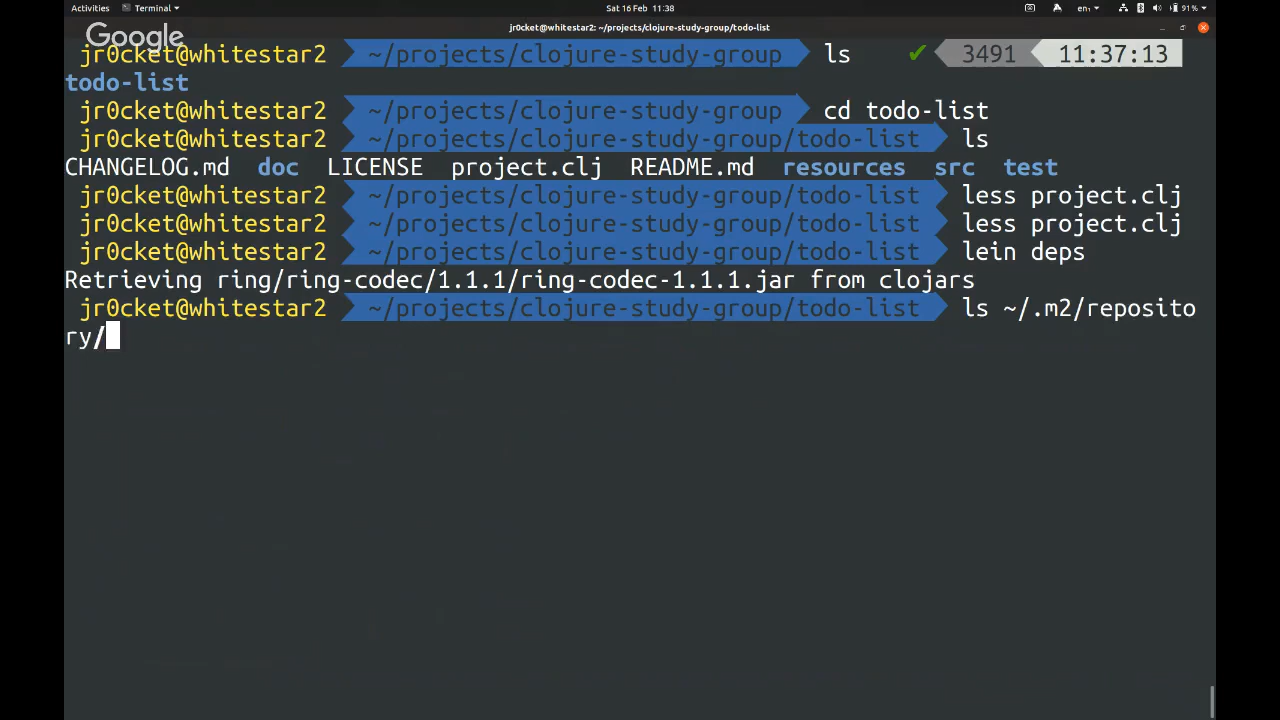 Activities Terminal Sat 16 Feb 11:38 en₁ 91%
jr0cket@whitestar2: ~/projects/clojure-study-group/todo-list
Google
jr0cket@whitestar2 ~/projects/clojure-study-group ls ✔ 3491 11:37:13
todo-list
jr0cket@whitestar2 ~/projects/clojure-study-group cd todo-list
jr0cket@whitestar2 ~/projects/clojure-study-group/todo-list ls
CHANGELOG.md doc LICENSE project.clj README.md resources src test
jr0cket@whitestar2 ~/projects/clojure-study-group/todo-list less project.clj
jr0cket@whitestar2 ~/projects/clojure-study-group/todo-list less project.clj
jr0cket@whitestar2 ~/projects/clojure-study-group/todo-list lein deps
Retrieving ring/ring-codec/1.1.1/ring-codec-1.1.1.jar from clojars
jr0cket@whitestar2 ~/projects/clojure-study-group/todo-list ls ~/.m2/reposito
ry/